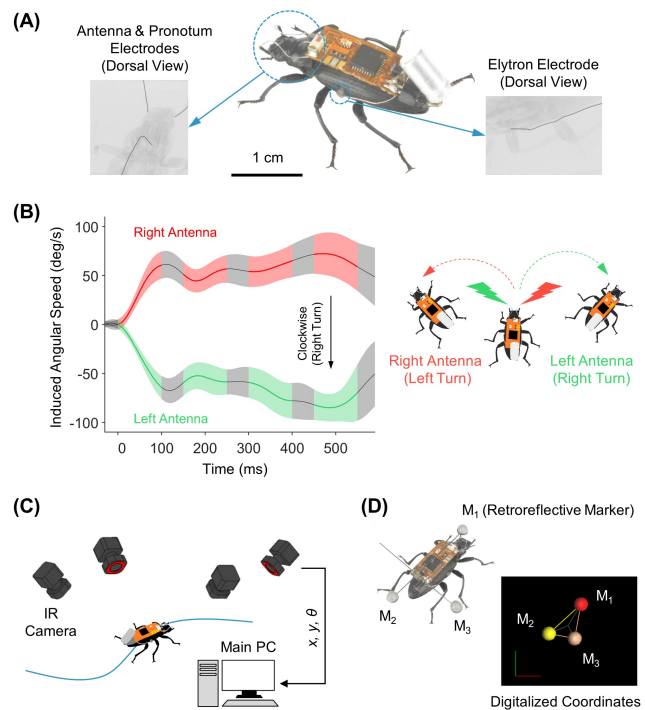 (A)
Antenna & Pronotum
Electrodes
(Dorsal View)
Elytron Electrode
(Dorsal View)
1 cm
(B)
Induced Angular Speed (deg/s)
100
50
0
-50
-100
Right Antenna
Left Antenna
Clockwise
(Right Turn)
0
100
200
300
400
500
Time (ms)
Right Antenna
(Left Turn)
Left Antenna
(Right Turn)
(C)
IR
Camera
Main PC
x, y, θ
(D)
M1 (Retroreflective Marker)
M2
M3
M1
M2
M3
Digitalized Coordinates